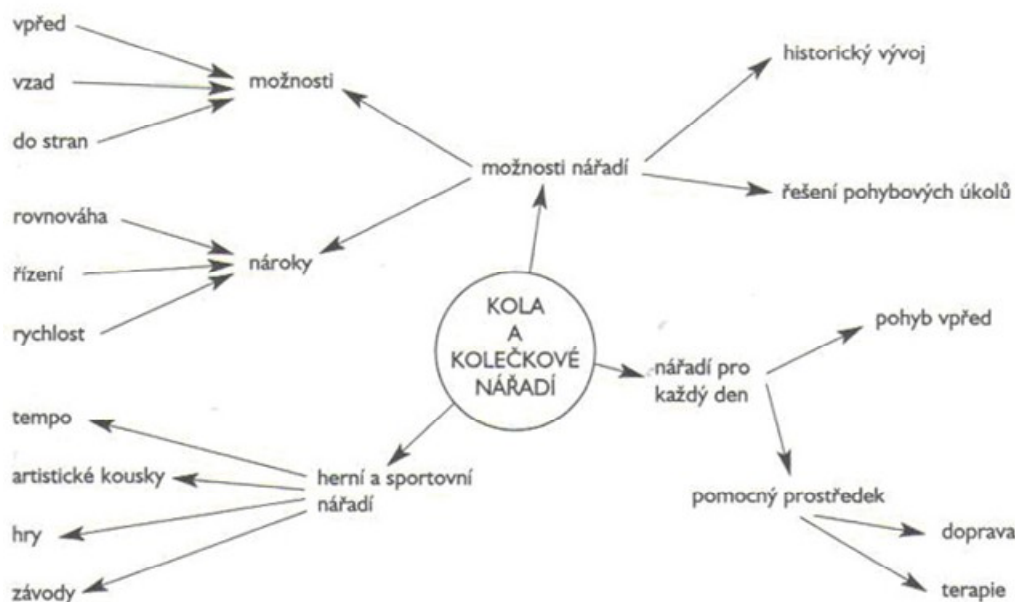 vpřed
vzad
do stran
možnosti
rovnováha
řízení
rychlost
nároky
možnosti nářadí
historický vývoj
řešení pohybových úkolů
KOLA
A
KOLEČKOVÉ
NÁŘADÍ
nářadí pro
každý den
pohyb vpřed
pomocný prostředek
doprava
terapie
herní a sportovní
nářadí
tempo
artistické kousky
hry
závody